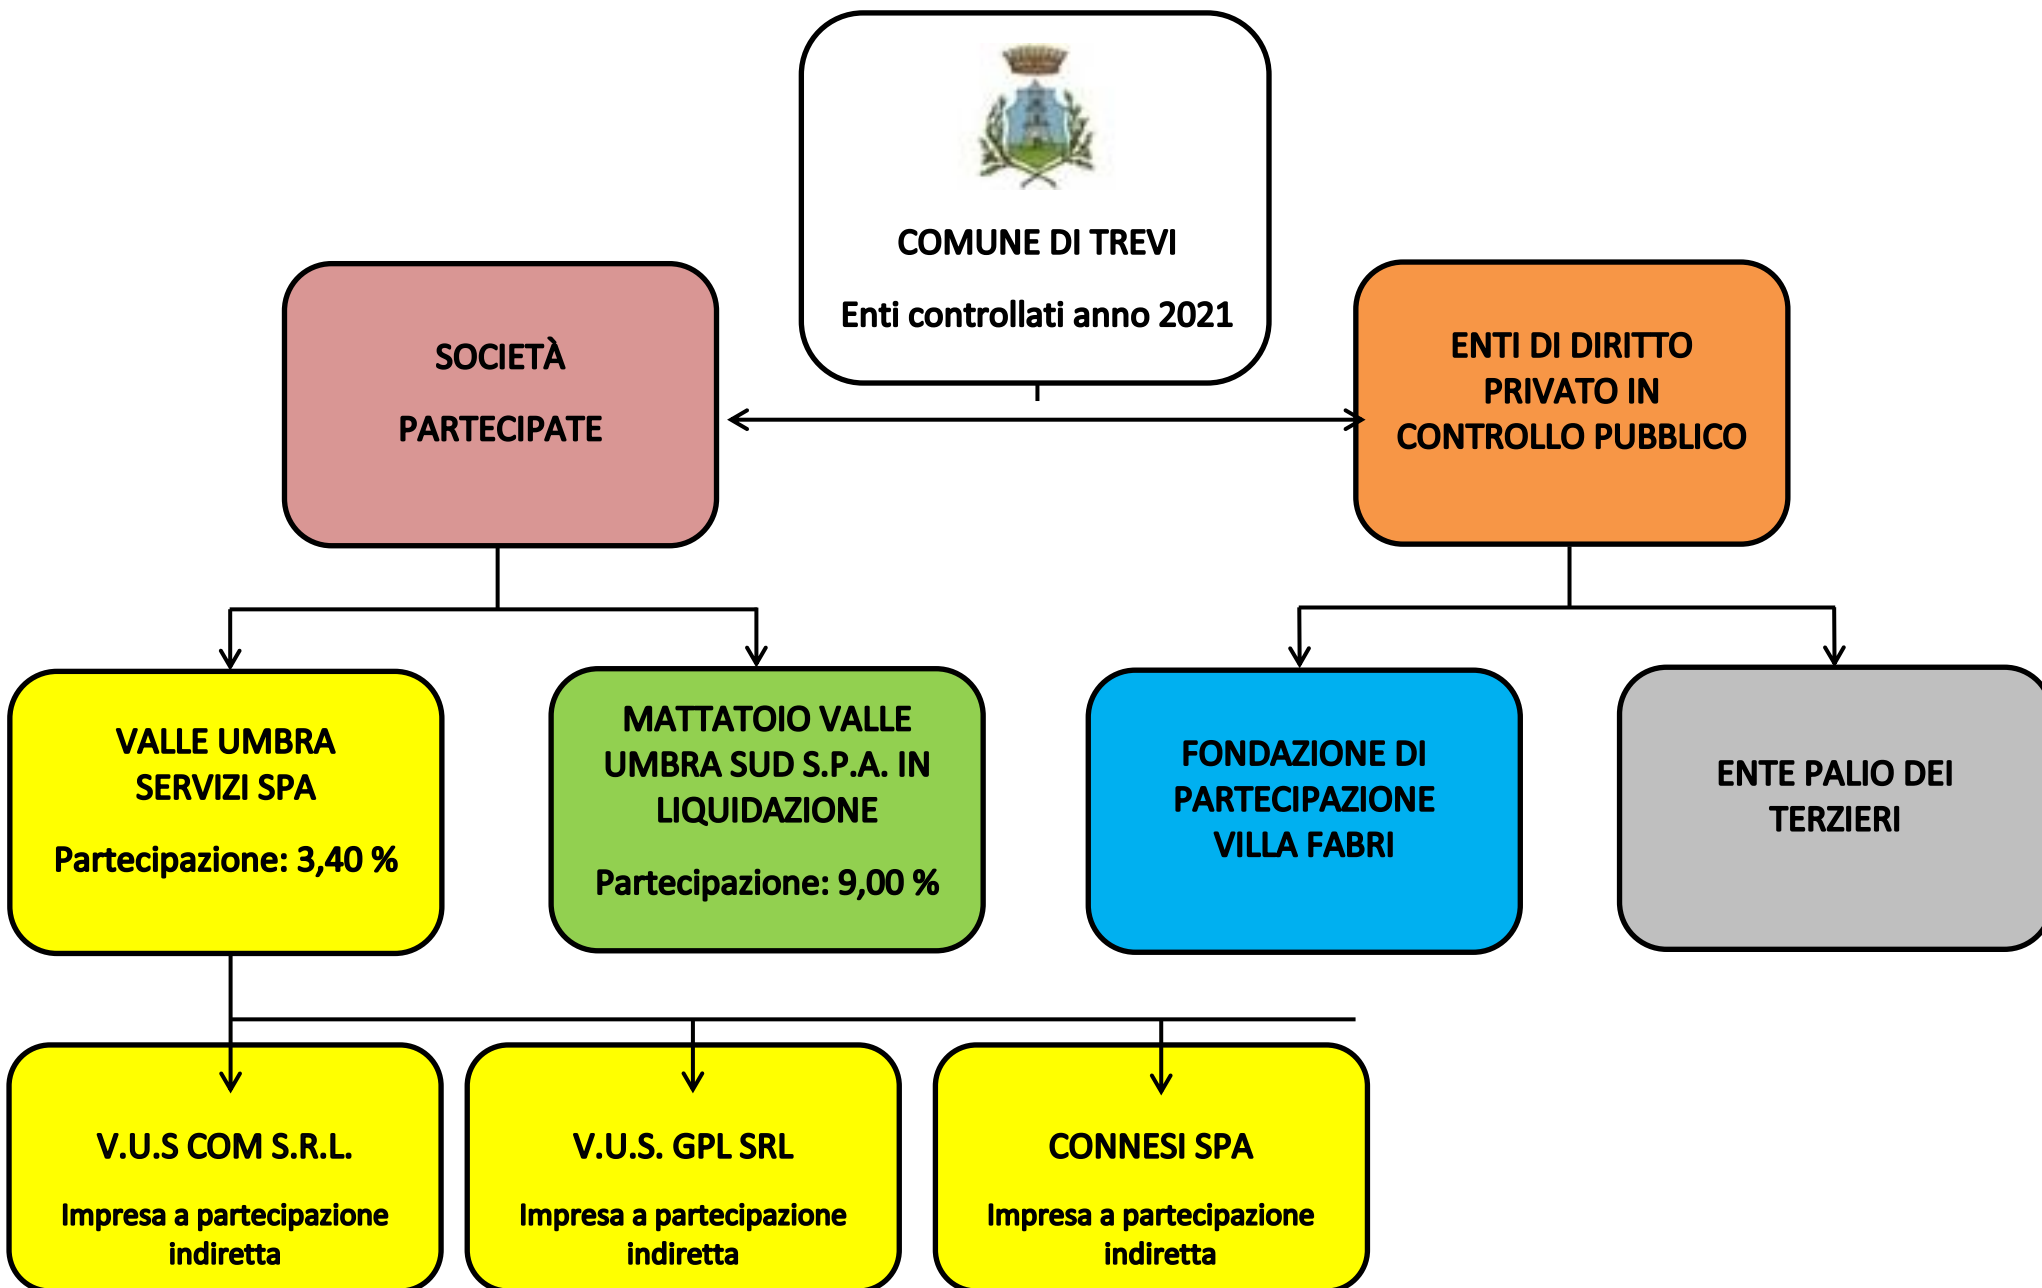 COMUNE DI TREVI
Enti controllati anno 2021
SOCIETÀ
PARTECIPATE
ENTI DI DIRITTO
PRIVATO IN
CONTROLLO PUBBLICO
VALLE UMBRA
SERVIZI SPA
Partecipazione: 3,40 %
MATTATOIO VALLE
UMBRA SUD S.P.A. IN
LIQUIDAZIONE
Partecipazione: 9,00 %
FONDAZIONE DI
PARTECIPAZIONE
VILLA FABRI
ENTE PALIO DEI
TERZIERI
V.U.S COM S.R.L.
Impresa a partecipazione
indiretta
V.U.S. GPL SRL
Impresa a partecipazione
indiretta
CONNESI SPA
Impresa a partecipazione
indiretta